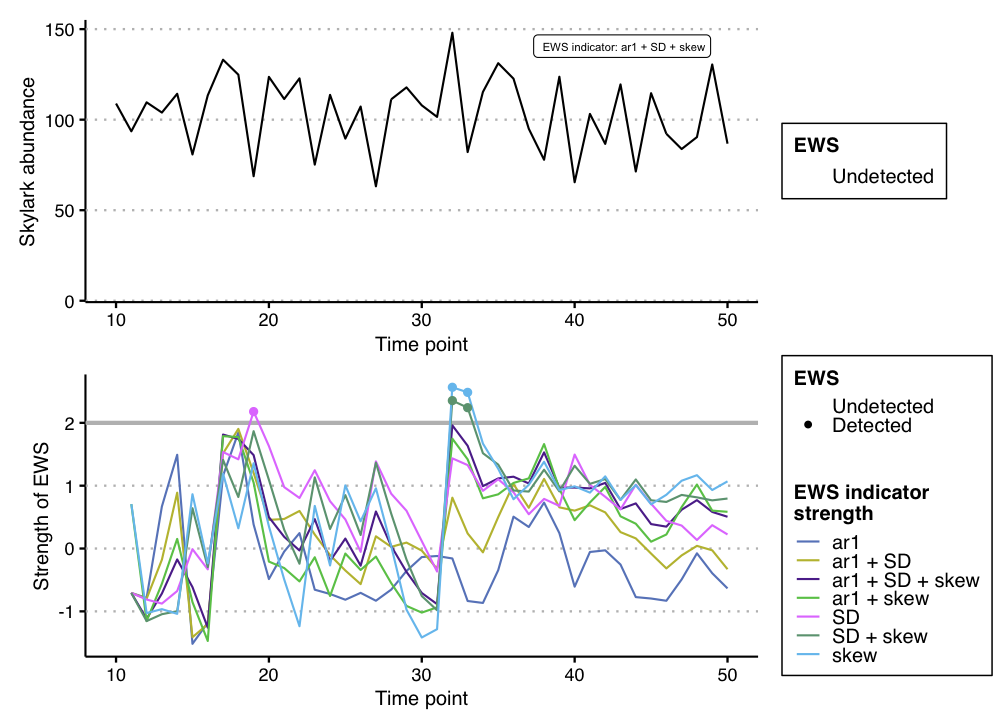 150
100
50
0
Skylark abundance
EWS indicator: ar1 + SD + skew
10 20 30 40 50
Time point
EWS
Undetected
2
1
0
-1
Strength of EWS
10 20 30 40 50
Time point
EWS
Undetected
Detected
EWS indicator
strength
ar1
ar1 + SD
ar1 + SD + skew
ar1 + skew
SD
SD + skew
skew